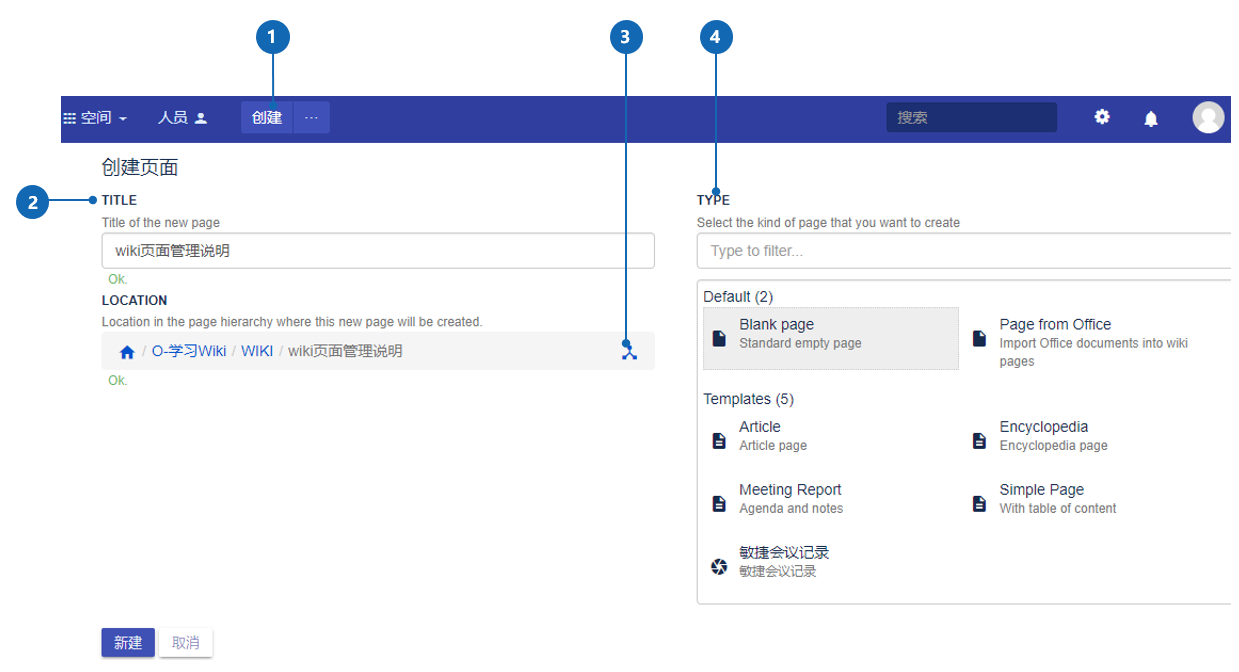 1
3
4
空间
人员
创建
...
搜索
创建页面
2
TITLE
Title of the new page
wiki页面管理说明
Ok.
LOCATION
Location in the page hierarchy where this new page will be created.
/ O-学习Wiki / WIKI / wiki页面管理说明
Ok.
TYPE
Select the kind of page that you want to create
Type to filter...
Default (2)
Blank page
Standard empty page
Page from Office
Import Office documents into wiki
pages
Templates (5)
Article
Article page
Encyclopedia
Encyclopedia page
Meeting Report
Agenda and notes
Simple Page
With table of content
敏捷会议记录
敏捷会议记录
新建
取消